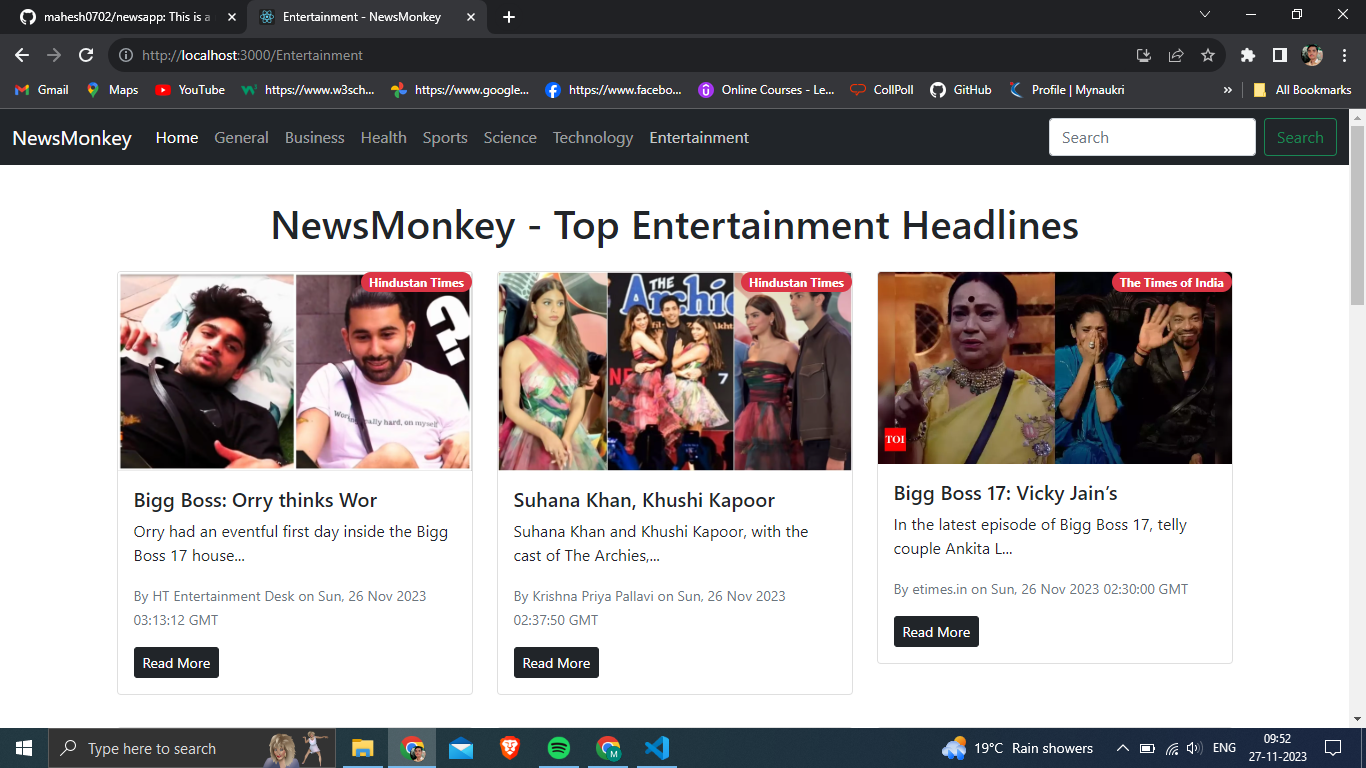 mahesh0702/newsapp: This is a
Entertainment - NewsMonkey
http://localhost:3000/Entertainment
Gmail
Maps
YouTube
https://www.w3sch...
https://www.google...
https://www.facebo...
Online Courses - Le...
CollPoll
GitHub
Profile | Mynaukri
»
All Bookmarks
NewsMonkey Home General Business Health Sports Science Technology Entertainment
Search
Search
NewsMonkey - Top Entertainment Headlines
Hindustan Times
?
Bigg Boss: Orry thinks Wor
Orry had an eventful first day inside the Bigg
Boss 17 house...
By HT Entertainment Desk on Sun, 26 Nov 2023
03:13:12 GMT
Read More
Hindustan Times
Archi
7
Suhana Khan, Khushi Kapoor
Suhana Khan and Khushi Kapoor, with the
cast of The Archies,...
By Krishna Priya Pallavi on Sun, 26 Nov 2023
02:37:50 GMT
Read More
The Times of India
TOI
Bigg Boss 17: Vicky Jain’s
In the latest episode of Bigg Boss 17, telly
couple Ankita L...
By etimes.in on Sun, 26 Nov 2023 02:30:00 GMT
Read More
Type here to search
M
19°C Rain showers
ENG
09:52
27-11-2023